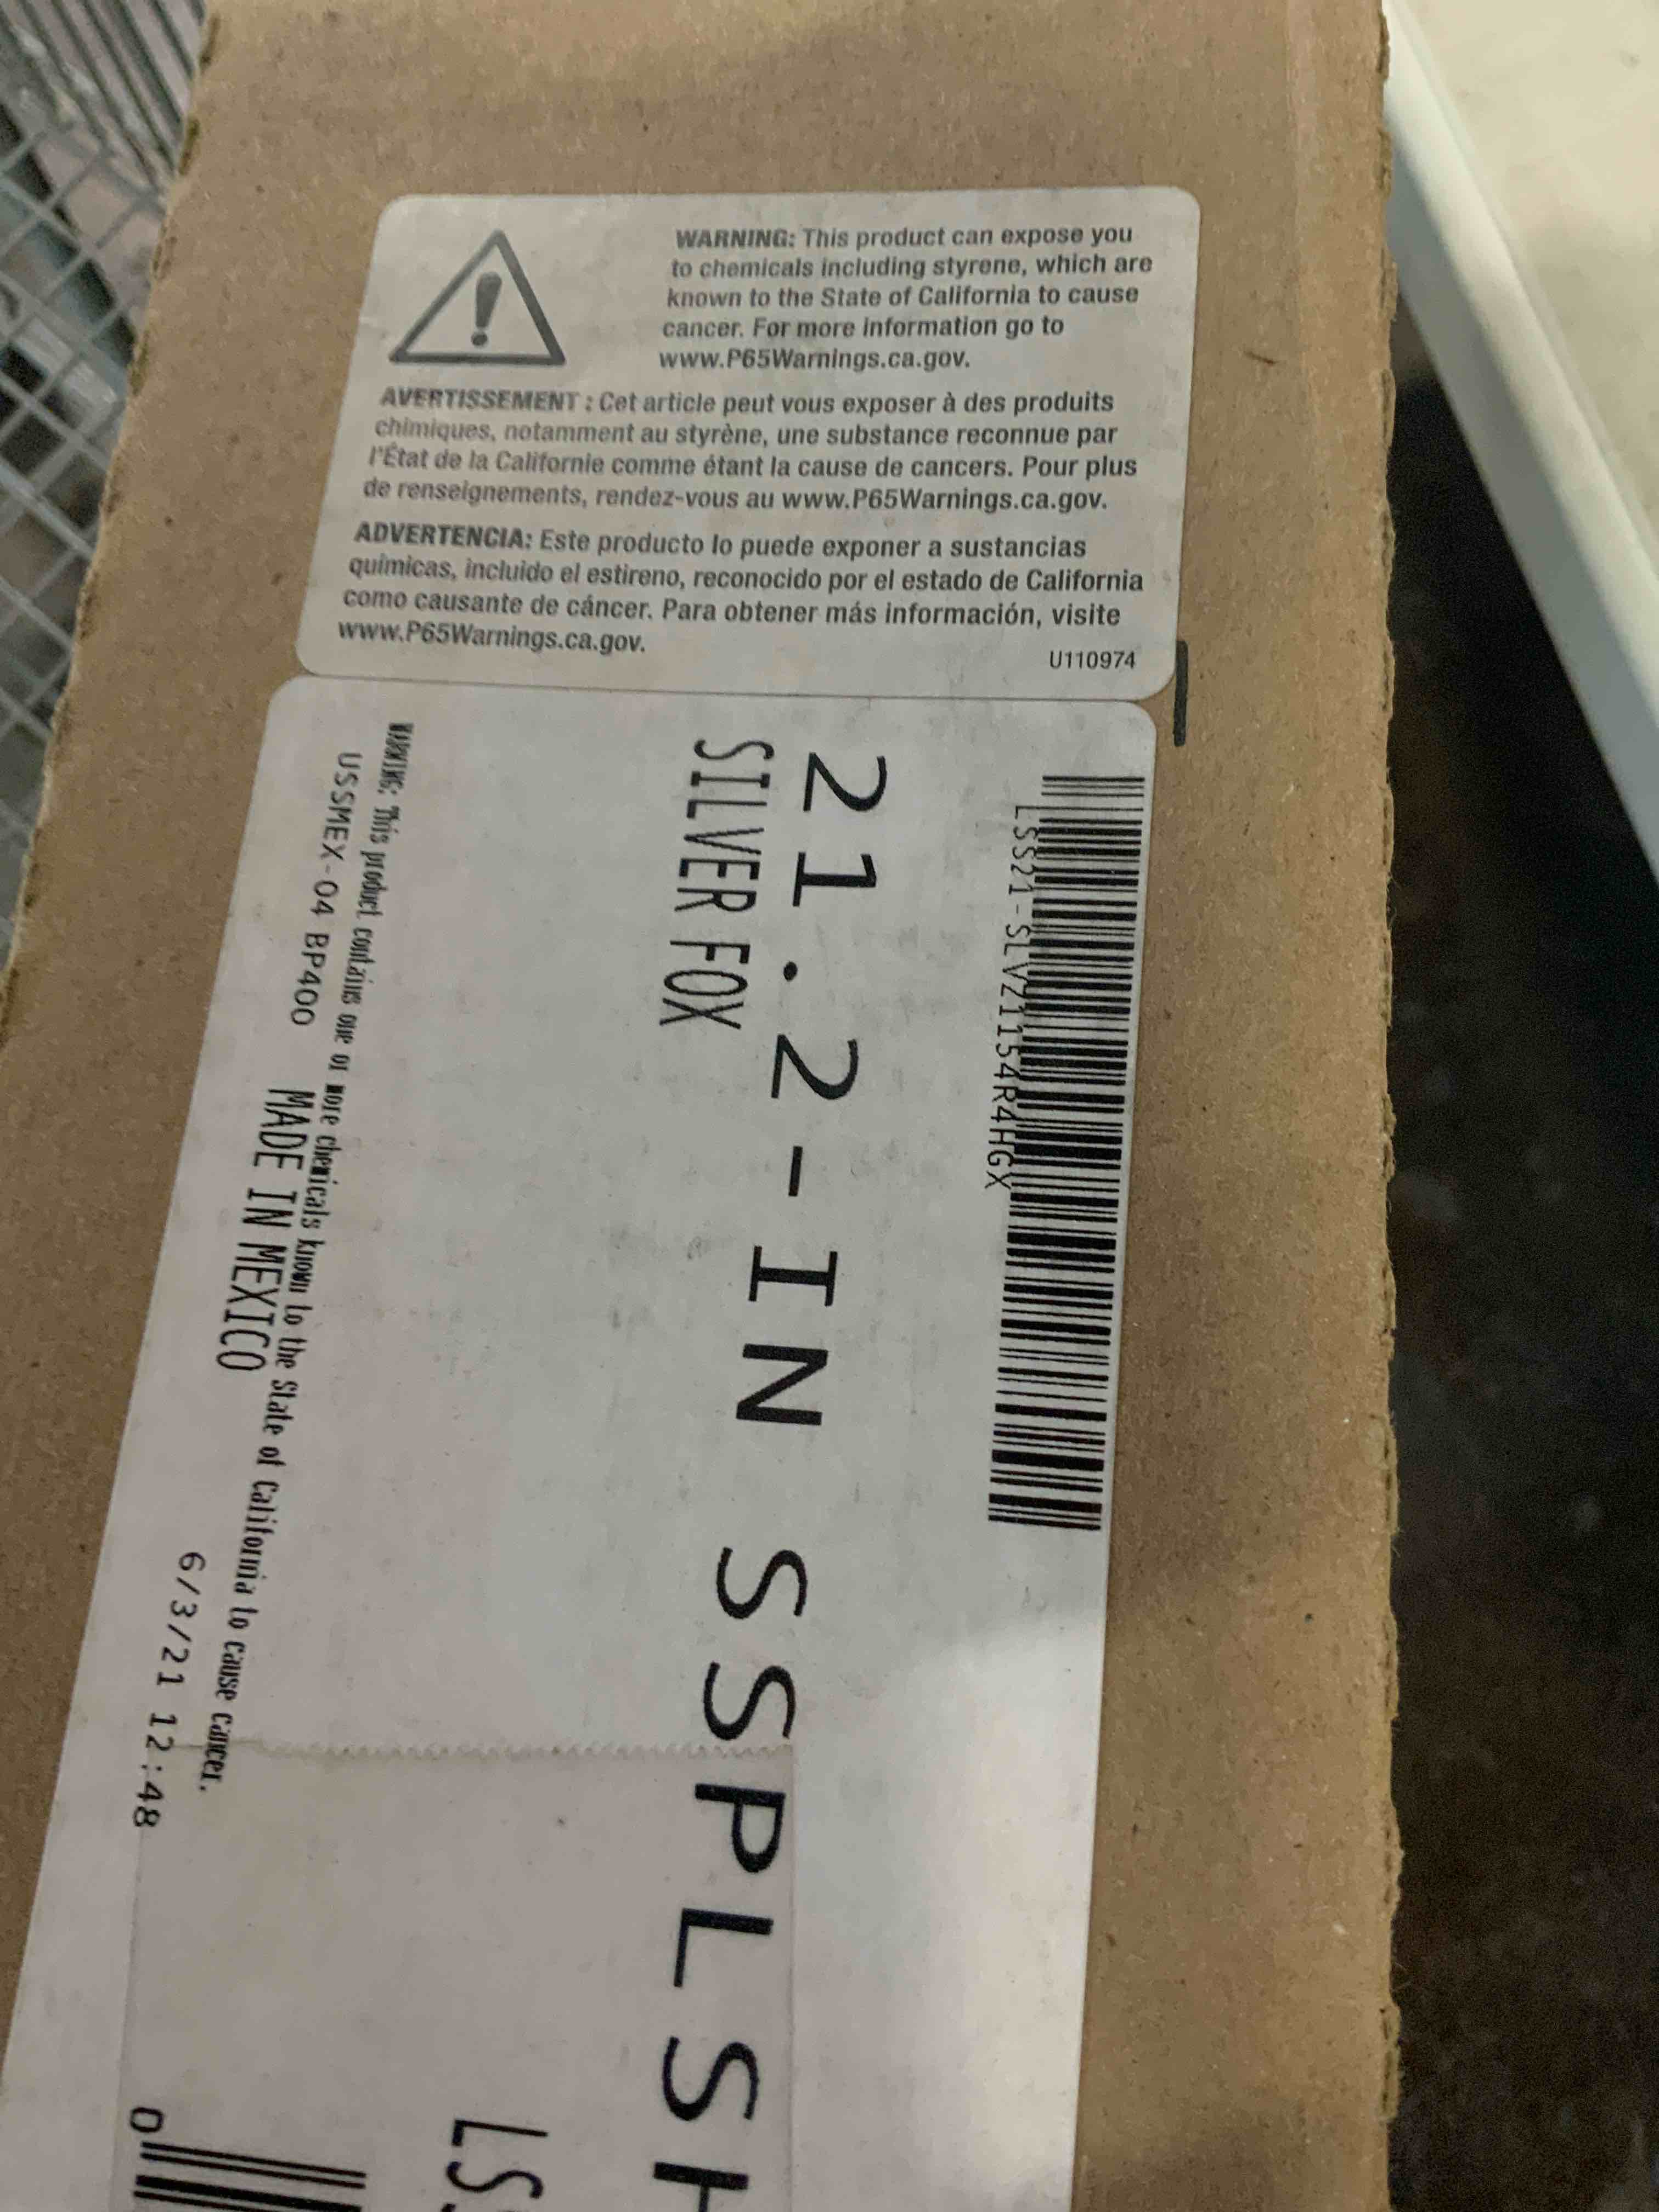 WARNING: This product can expose you
to chemicals including styrene, which are
known to the State of California to cause
cancer. For more information go to
www.P65Warnings.ca.gov.
AVERTISSEMENT : Cet article peut vous exposer à des produits
chimiques, notamment au styrène, une substance reconnue par
l'État de la Californie comme étant la cause de cancers. Pour plus
de renseignements, rendez-vous au www.P65Warnings.ca.gov.
ADVERTENCIA: Este producto lo puede exponer a sustancias
químicas, incluido el estireno, reconocido por el estado de California
como causante de cáncer. Para obtener más información, visite
www.P65Warnings.ca.gov.
U110974
LSS21-SLV21154R4HGX
21.2-IN SSPLSH
SILVER FOX
LSS
WARNING: This product contains one or more chemicals known to the State of California to cause cancer.
USSMEX-04 BP400 MADE IN MEXICO
6/3/21 12:48
0